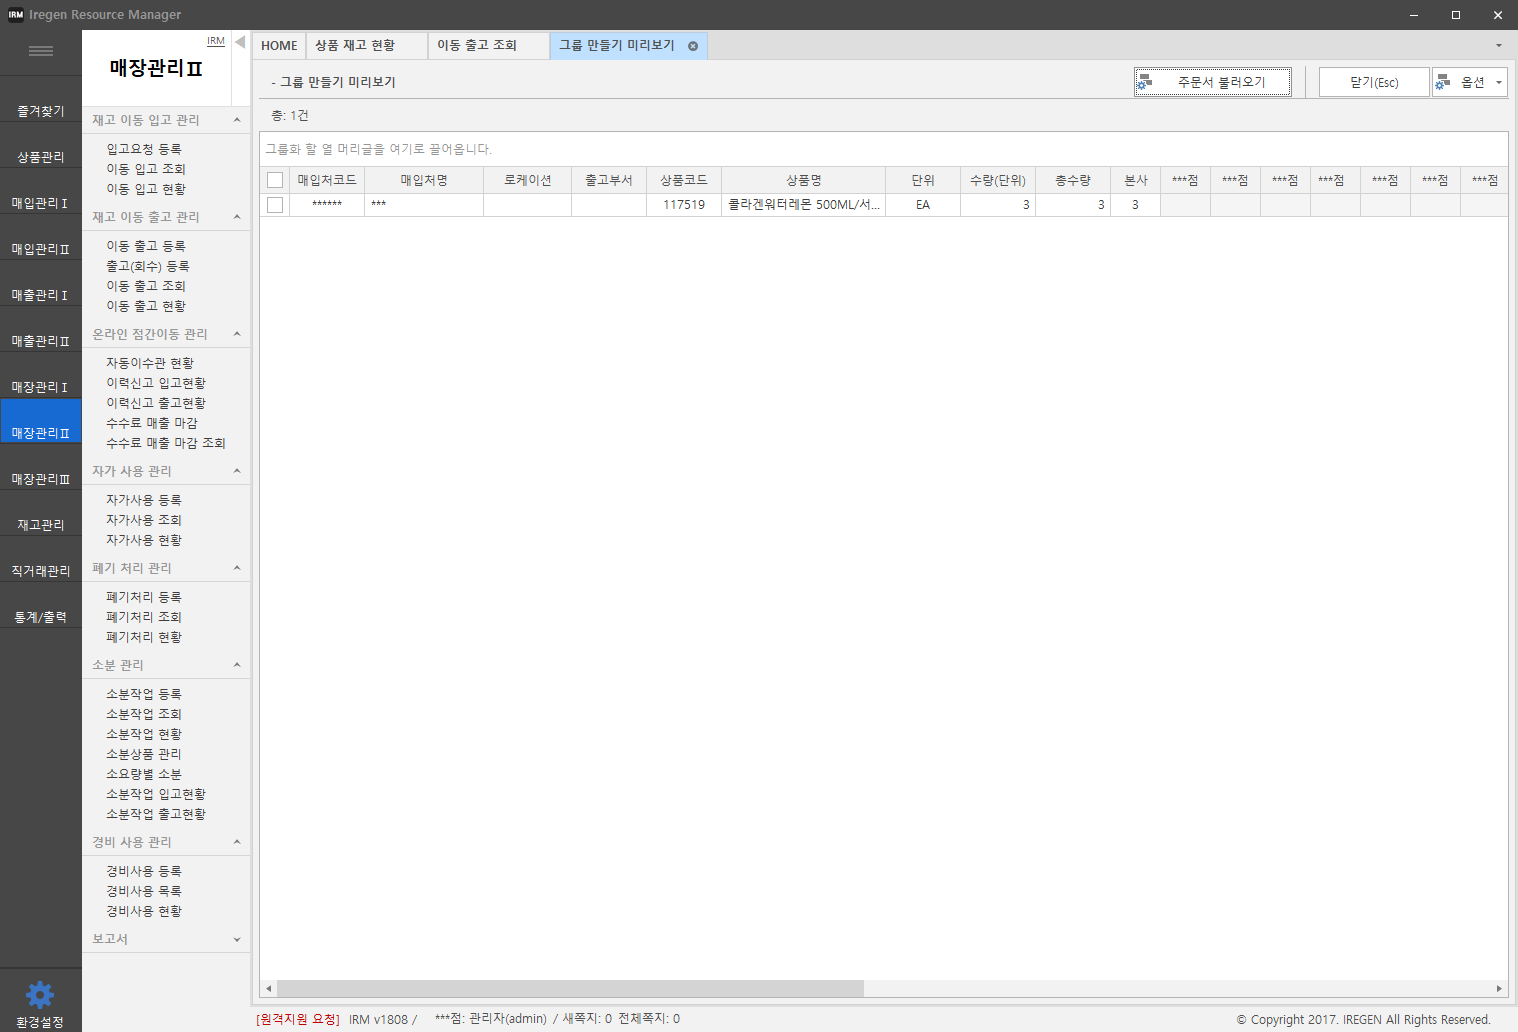 IRM Iregen Resource Manager
즐겨찾기
상품관리
매입관리Ⅰ
매입관리Ⅱ
매출관리Ⅰ
매출관리Ⅱ
매장관리Ⅰ
매장관리Ⅱ
매장관리Ⅲ
재고관리
직거래관리
통계/출력
환경설정
IRM
매장관리Ⅱ
재고 이동 입고 관리
입고요청 등록
이동 입고 조회
이동 입고 현황
재고 이동 출고 관리
이동 출고 등록
출고(회수) 등록
이동 출고 조회
이동 출고 현황
온라인 점간이동 관리
자동이수관 현황
이력신고 입고현황
이력신고 출고현황
수수료 매출 마감
수수료 매출 마감 조회
자가 사용 관리
자가사용 등록
자가사용 조회
자가사용 현황
폐기 처리 관리
폐기처리 등록
폐기처리 조회
폐기처리 현황
소분 관리
소분작업 등록
소분작업 조회
소분작업 현황
소분상품 관리
소요량별 소분
소분작업 입고현황
소분작업 출고현황
경비 사용 관리
경비사용 등록
경비사용 목록
경비사용 현황
보고서
HOME 상품 재고 현황 이동 출고 조회 그룹 만들기 미리보기
- 그룹 만들기 미리보기 주문서 불러오기 닫기(Esc) 옵션
총: 1건
그룹화 할 열 머리글을 여기로 끌어옵니다.
매입처코드 매입처명 로케이션 출고부서 상품코드 상품명 단위 수량(단위) 총수량 본사 ***점 ***점 ***점 ***점 ***점 ***점 ***점
****** *** 117519 콜라겐워터레몬 500ML/서... EA 3 3 3
[원격지원 요청] IRM v1808 / ***점: 관리자(admin) / 새쪽지: 0 전체쪽지: 0 © Copyright 2017. IREGEN All Rights Reserved.